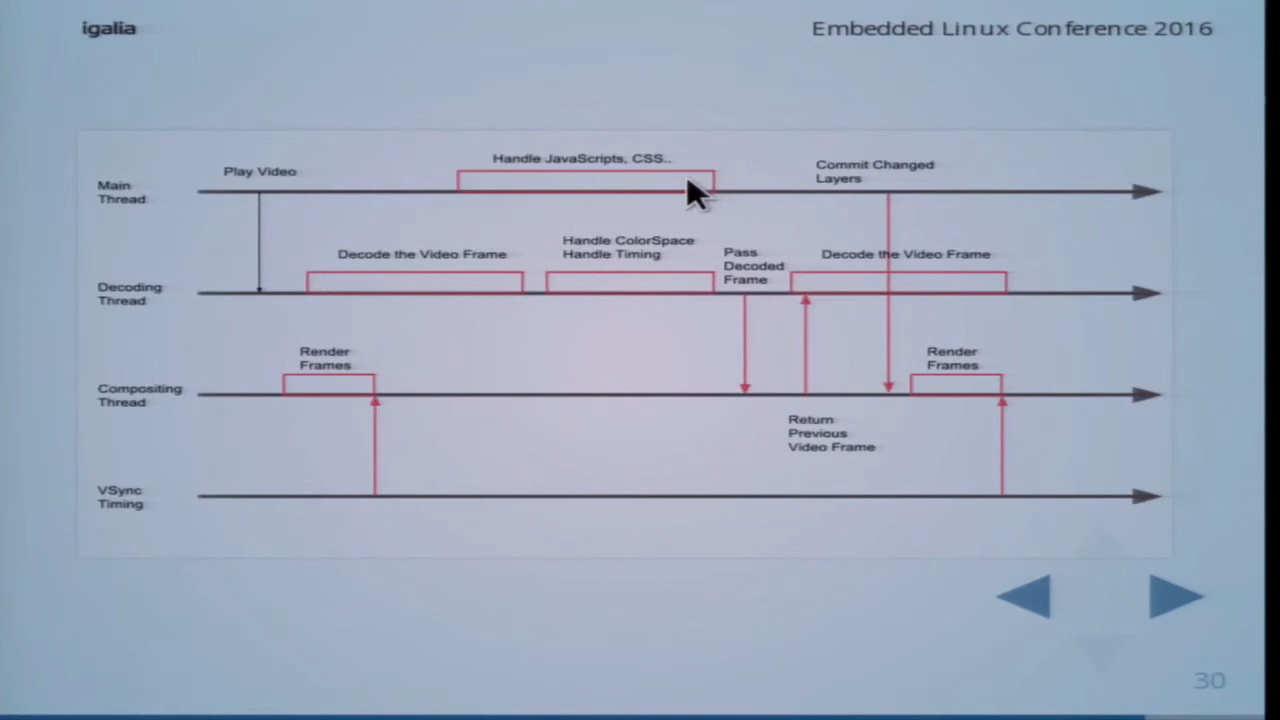 igalia
Embedded Linux Conference 2016
Handle JavaScripts, CSS..
Play Video
Commit Changed
Layers
Main
Thread
Handle ColorSpace
Handle Timing
Decode the Video Frame
Pass
Decoded
Frame
Decode the Video Frame
Decoding
Thread
Render
Frames
Render
Frames
Compositing
Thread
Return
Previous
Video Frame
VSync
Timing
30